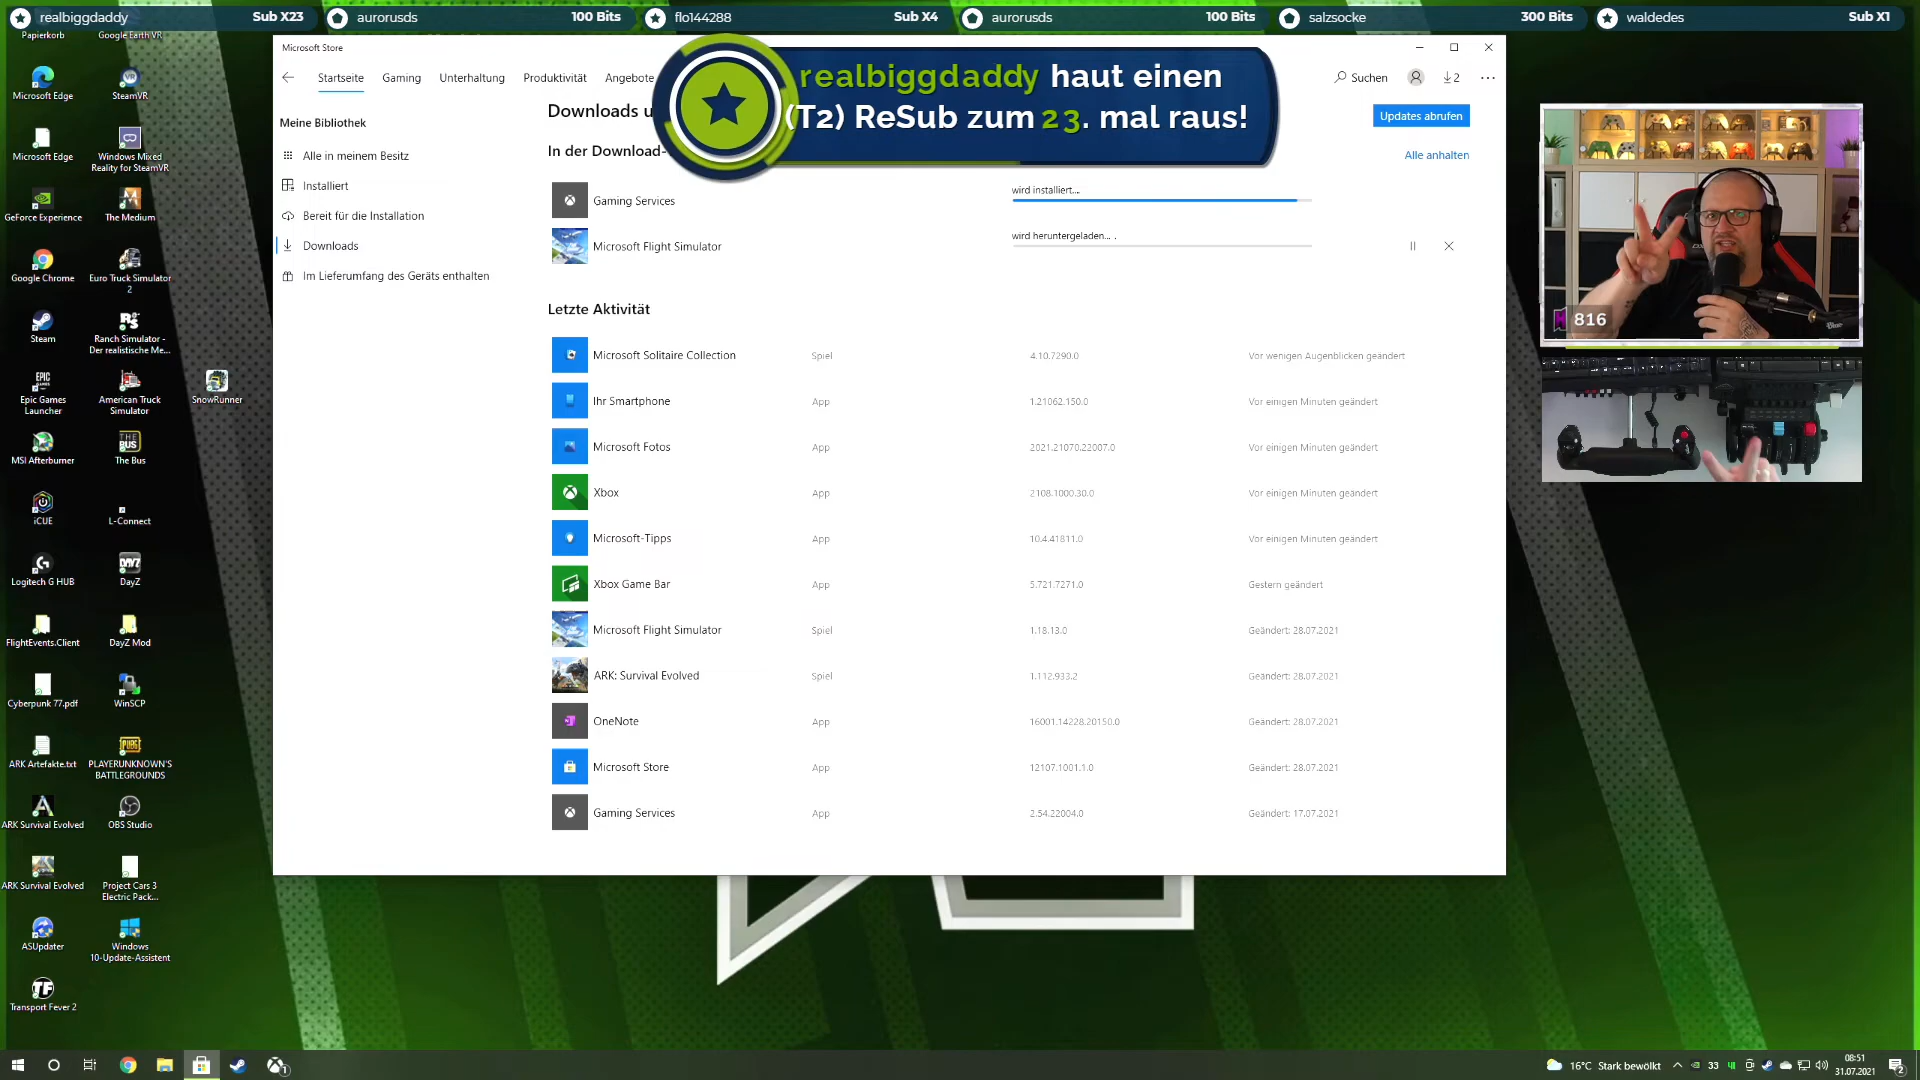 realbiggdaddy Sub X23 aurorusds 100 Bits flo144288 Sub X4 aurorusds 100 Bits salzsocke 300 Bits waldedes Sub X1
Papierkorb
Google Earth VR
Microsoft Edge
SteamVR
Microsoft Edge
Windows Mixed
Reality for SteamVR
GeForce Experience
The Medium
Google Chrome
Euro Truck Simulator
2
Steam
Ranch Simulator -
Der realistische Me...
Epic Games
Launcher
American Truck
Simulator
SnowRunner
MSI Afterburner
The Bus
iCUE
L-Connect
Logitech G HUB
DayZ
FlightEvents.Client
DayZ Mod
Cyberpunk 77.pdf
WinSCP
ARK Artefakte.txt
PLAYERUNKNOWN'S
BATTLEGROUNDS
ARK Survival Evolved
OBS Studio
ARK Survival Evolved
Project Cars 3
Electric Pack...
ASUpdater
Windows
10-Update-Assistent
Transport Fever 2
Microsoft Store
Startseite Gaming Unterhaltung Produktivität Angebote
Suchen
2
realbiggdaddy haut einen
(T2) ReSub zum 23. mal raus!
Meine Bibliothek
Alle in meinem Besitz
Installiert
Bereit für die Installation
Downloads
Im Lieferumfang des Geräts enthalten
Downloads u
Updates abrufen
In der Download-
Alle anhalten
Gaming Services
wird installiert...
Microsoft Flight Simulator
wird heruntergeladen... .
Letzte Aktivität
Microsoft Solitaire Collection Spiel 4.10.7290.0 Vor wenigen Augenblicken geändert
Ihr Smartphone App 1.21062.150.0 Vor einigen Minuten geändert
Microsoft Fotos App 2021.21070.22007.0 Vor einigen Minuten geändert
Xbox App 2108.1000.30.0 Vor einigen Minuten geändert
Microsoft-Tipps App 10.4.41811.0 Vor einigen Minuten geändert
Xbox Game Bar App 5.721.7271.0 Gestern geändert
Microsoft Flight Simulator Spiel 1.18.13.0 Geändert: 28.07.2021
ARK: Survival Evolved Spiel 1.112.933.2 Geändert: 28.07.2021
OneNote App 16001.14228.20150.0 Geändert: 28.07.2021
Microsoft Store App 12107.1001.1.0 Geändert: 28.07.2021
Gaming Services App 2.54.22004.0 Geändert: 17.07.2021
816
16°C Stark bewölkt
33
08:51
31.07.2021